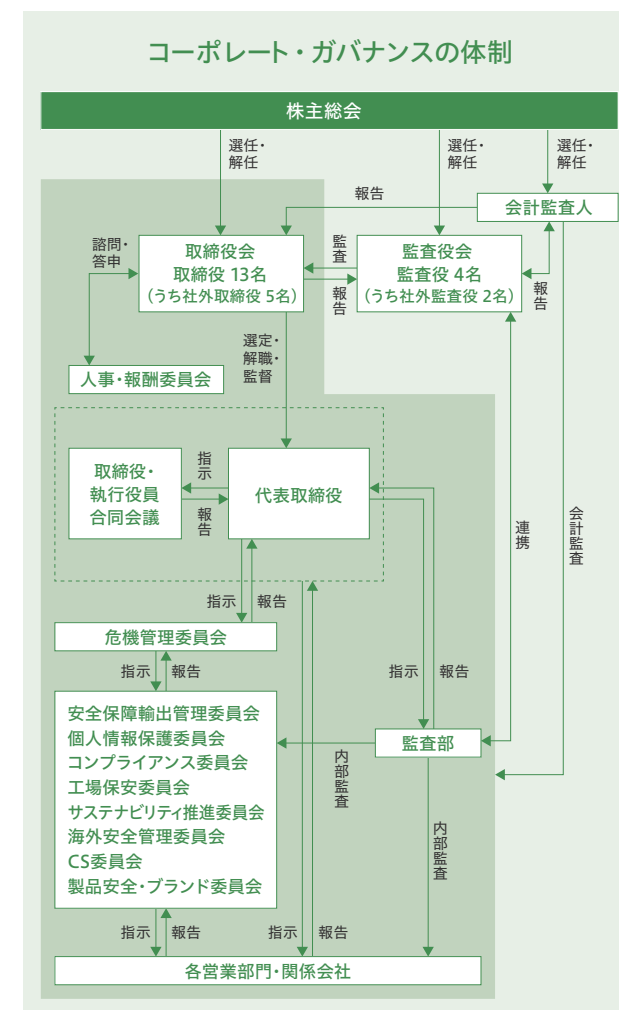 コーポレート・ガバナンスの体制
株主総会
選任・
解任
選任・
解任
選任・
解任
報告
会計監査人
諮問・
答申
取締役会
取締役 13名
（うち社外取締役 5名）
監査
報告
監査役会
監査役 4名
（うち社外監査役 2名）
報告
選定・
解職・
監督
人事・報酬委員会
取締役・
執行役員
合同会議
指示
報告
代表取締役
連携
会計監査
指示
報告
危機管理委員会
指示
報告
指示
報告
安全保障輸出管理委員会
個人情報保護委員会
コンプライアンス委員会
工場保安委員会
サステナビリティ推進委員会
海外安全管理委員会
CS委員会
製品安全・ブランド委員会
監査部
内部監査
内部監査
指示
報告
指示
報告
各営業部門・関係会社